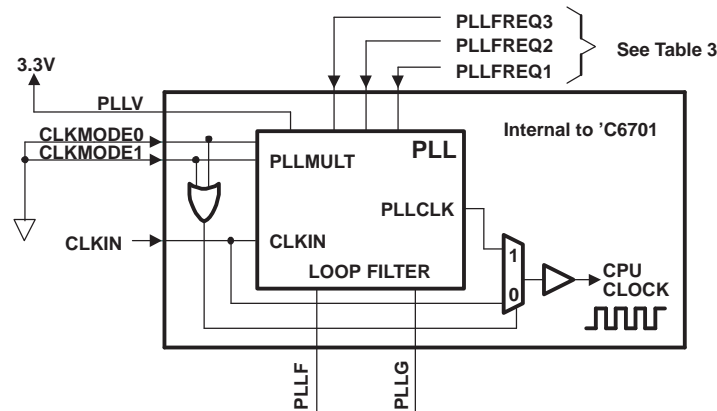 PLLFREQ3
PLLFREQ2
PLLFREQ1
See Table 3
3.3V
PLLV
CLKMODE0
CLKMODE1
Internal to ’C6701
PLL
PLLMULT
PLLCLK
CLKIN
CLKIN
LOOP FILTER
1
0
CPU
CLOCK
PLLF
PLLG